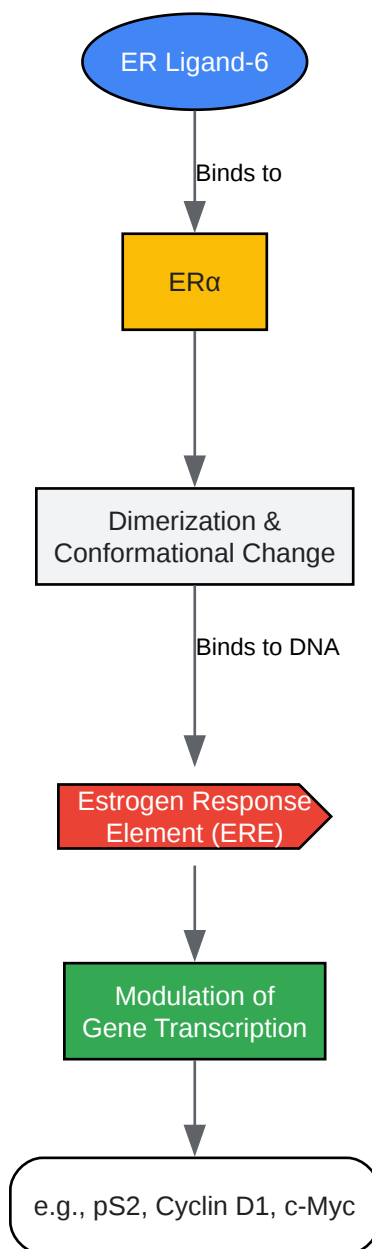 ER Ligand-6
Binds to
ERα
Dimerization &
Conformational Change
Binds to DNA
Estrogen Response
Element (ERE)
Modulation of
Gene Transcription
e.g., pS2, Cyclin D1, c-Myc